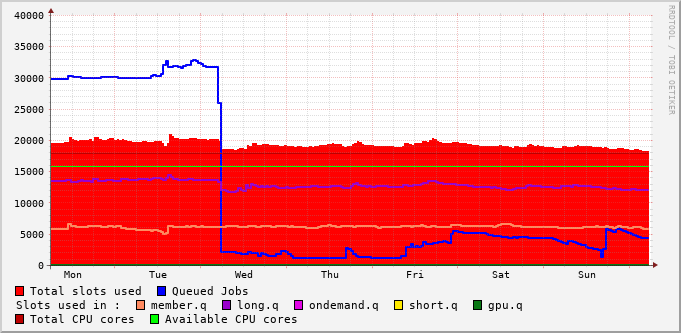 40000
35000
30000
25000
20000
15000
10000
5000
0
Mon Tue Wed Thu Fri Sat Sun
RRDTOOL / TOBI OETIKER
Total slots used Queued Jobs
Slots used in : member.q long.q ondemand.q short.q gpu.q
Total CPU cores Available CPU cores